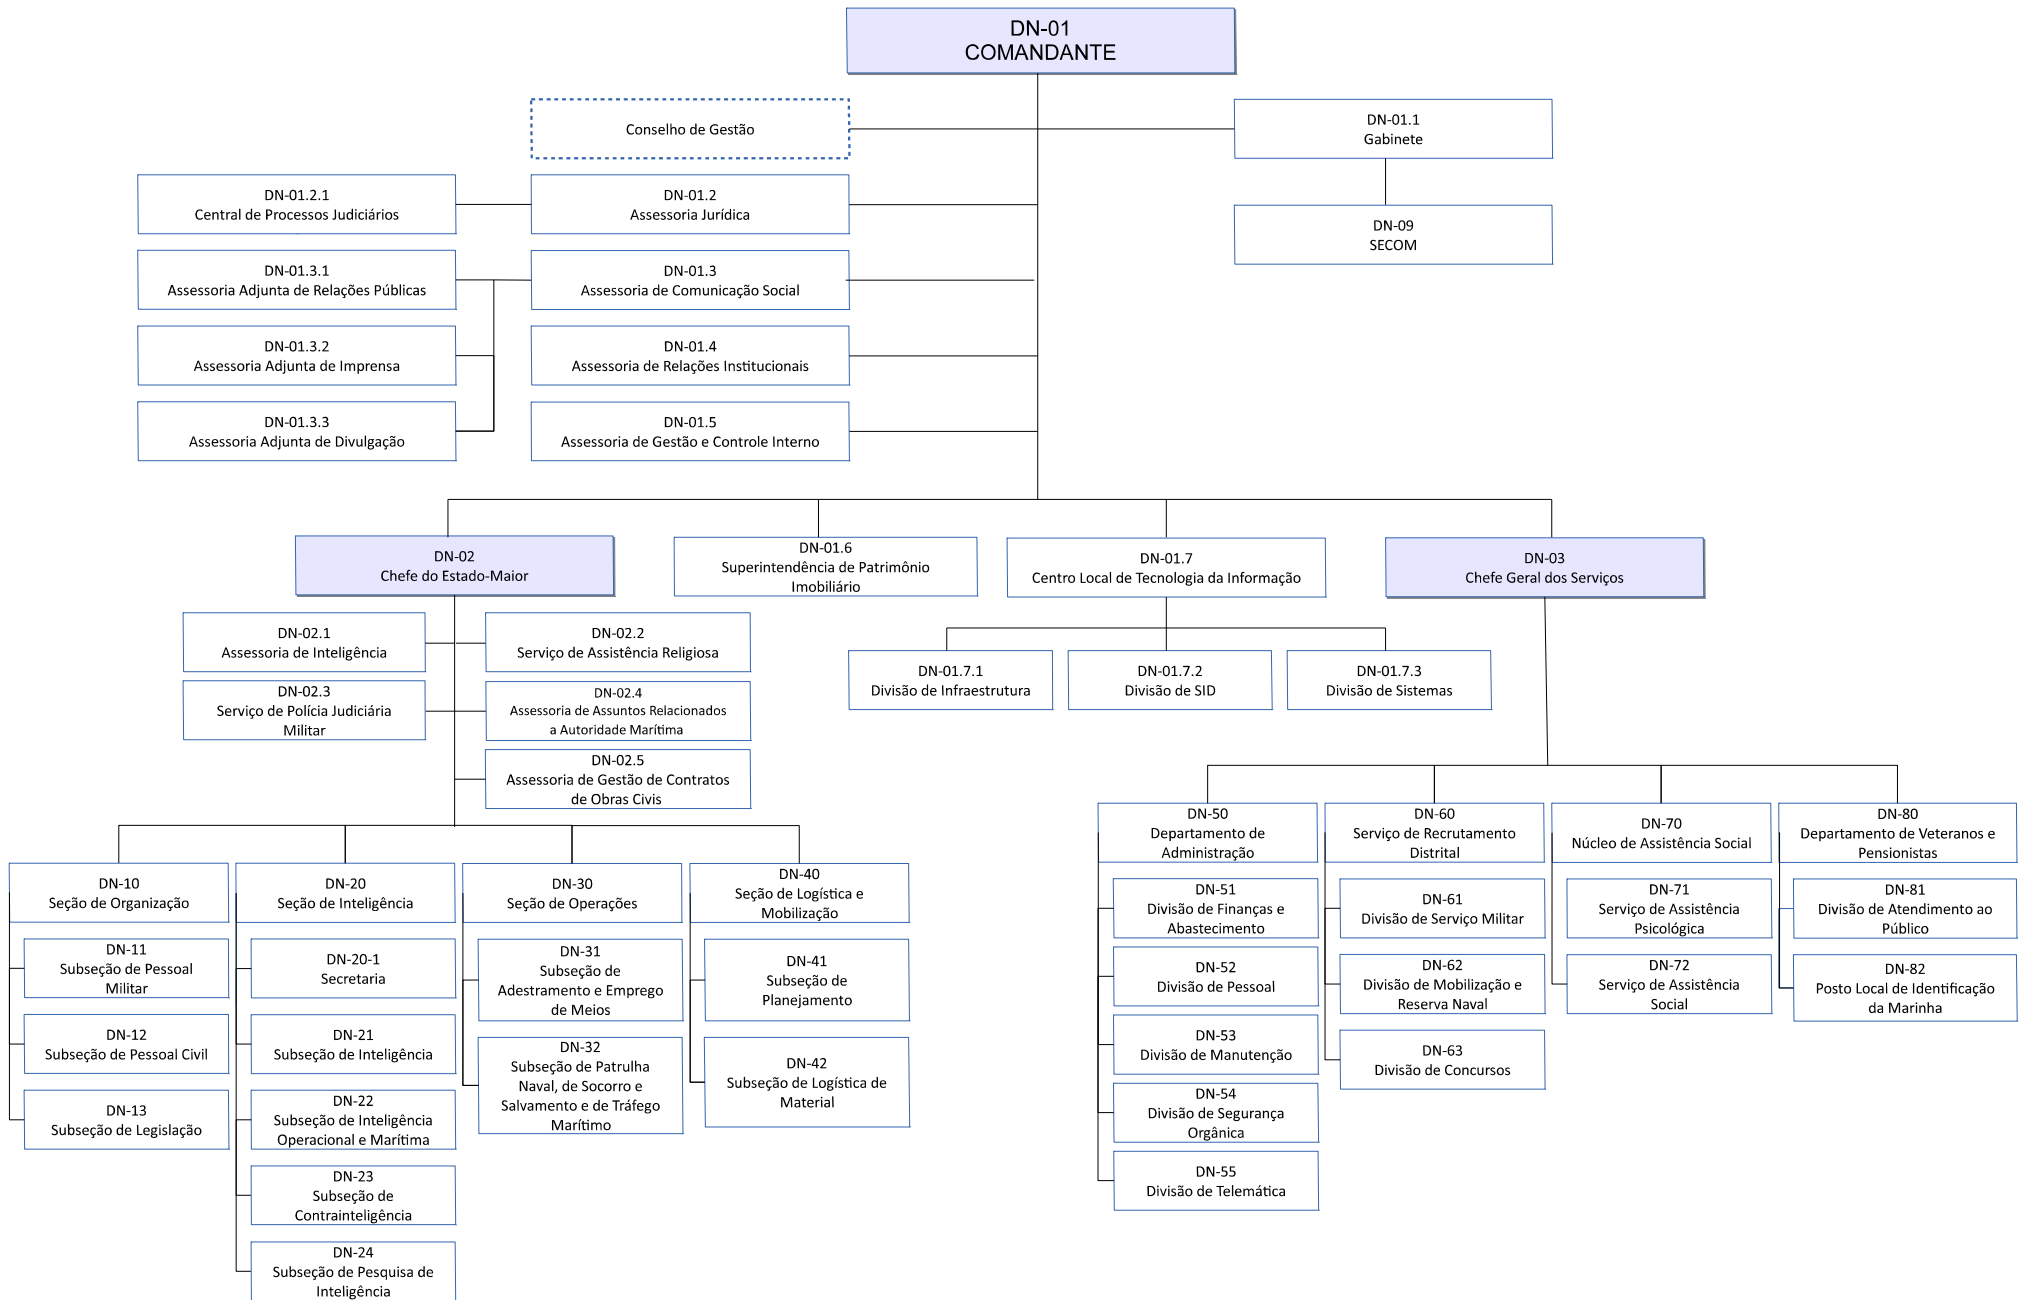 DN-01
COMANDANTE
Conselho de Gestão
DN-01.1
Gabinete
DN-01.2.1
Central de Processos Judiciários
DN-01.2
Assessoria Jurídica
DN-09
SECOM
DN-01.3.1
Assessoria Adjunta de Relações Públicas
DN-01.3
Assessoria de Comunicação Social
DN-01.3.2
Assessoria Adjunta de Imprensa
DN-01.4
Assessoria de Relações Institucionais
DN-01.3.3
Assessoria Adjunta de Divulgação
DN-01.5
Assessoria de Gestão e Controle Interno
DN-02
Chefe do Estado-Maior
DN-01.6
Superintendência de Patrimônio
Imobiliário
DN-01.7
Centro Local de Tecnologia da Informação
DN-03
Chefe Geral dos Serviços
DN-02.1
Assessoria de Inteligência
DN-02.2
Serviço de Assistência Religiosa
DN-02.3
Serviço de Polícia Judiciária
Militar
DN-02.4
Assessoria de Assuntos Relacionados
a Autoridade Marítima
DN-02.5
Assessoria de Gestão de Contratos
de Obras Civis
DN-01.7.1
Divisão de Infraestrutura
DN-01.7.2
Divisão de SID
DN-01.7.3
Divisão de Sistemas
DN-10
Seção de Organização
DN-11
Subseção de Pessoal
Militar
DN-12
Subseção de Pessoal Civil
DN-13
Subseção de Legislação
DN-20
Seção de Inteligência
DN-20-1
Secretaria
DN-21
Subseção de Inteligência
DN-22
Subseção de Inteligência
Operacional e Marítima
DN-23
Subseção de
Contrainteligência
DN-24
Subseção de Pesquisa de
Inteligência
DN-30
Seção de Operações
DN-31
Subseção de
Adestramento e Emprego
de Meios
DN-32
Subseção de Patrulha
Naval, de Socorro e
Salvamento e de Tráfego
Marítimo
DN-40
Seção de Logística e
Mobilização
DN-41
Subseção de
Planejamento
DN-42
Subseção de Logística de
Material
DN-50
Departamento de
Administração
DN-51
Divisão de Finanças e
Abastecimento
DN-52
Divisão de Pessoal
DN-53
Divisão de Manutenção
DN-54
Divisão de Segurança
Orgânica
DN-55
Divisão de Telemática
DN-60
Serviço de Recrutamento
Distrital
DN-61
Divisão de Serviço Militar
DN-62
Divisão de Mobilização e
Reserva Naval
DN-63
Divisão de Concursos
DN-70
Núcleo de Assistência Social
DN-71
Serviço de Assistência
Psicológica
DN-72
Serviço de Assistência
Social
DN-80
Departamento de Veteranos e
Pensionistas
DN-81
Divisão de Atendimento ao
Público
DN-82
Posto Local de Identificação
da Marinha